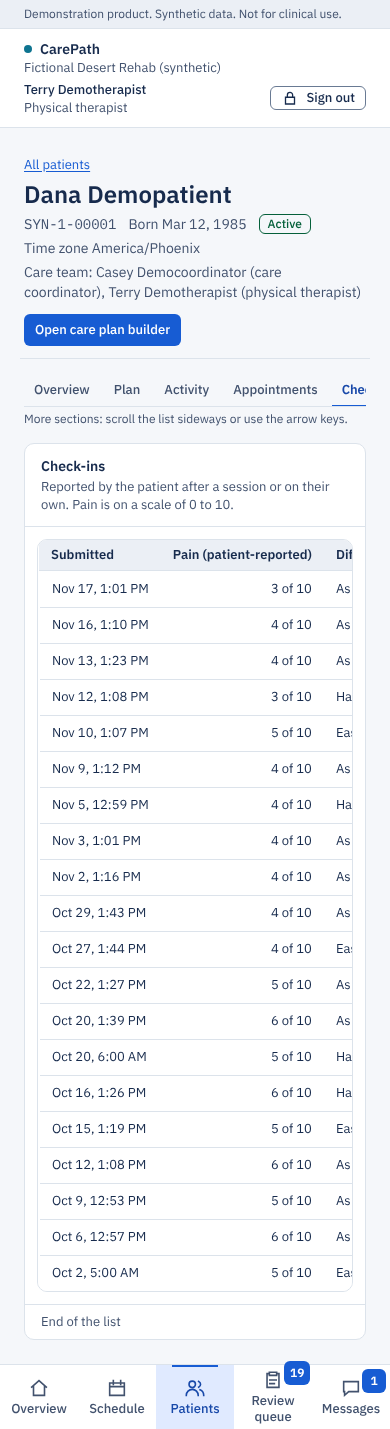 Demonstration product. Synthetic data. Not for clinical use.
CarePath
Fictional Desert Rehab (synthetic)
Terry Demotherapist
Physical therapist
Sign out
All patients
Dana Demopatient
SYN-1-00001 Born Mar 12, 1985 Active
Time zone America/Phoenix
Care team: Casey Democoordinator (care
coordinator), Terry Demotherapist (physical therapist)
Open care plan builder
Overview Plan Activity Appointments
More sections: scroll the list sideways or use the arrow keys.
Check-ins
Reported by the patient after a session or on their
own. Pain is on a scale of 0 to 10.
Submitted Pain (patient-reported)
Nov 17, 1:01 PM 3 of 10 As
Nov 16, 1:10 PM 4 of 10 As
Nov 13, 1:23 PM 4 of 10 As
Nov 12, 1:08 PM 3 of 10
Nov 10, 1:07 PM 5 of 10
Nov 9, 1:12 PM 4 of 10 As
Nov 5, 12:59 PM 4 of 10
Nov 3, 1:01 PM 4 of 10 As
Nov 2, 1:16 PM 4 of 10 As
Oct 29, 1:43 PM 4 of 10 As
Oct 27, 1:44 PM 4 of 10
Oct 22, 1:27 PM 5 of 10 As
Oct 20, 1:39 PM 6 of 10 As
Oct 20, 6:00 AM 5 of 10
Oct 16, 1:26 PM 6 of 10
Oct 15, 1:19 PM 5 of 10
Oct 12, 1:08 PM 6 of 10 As
Oct 9, 12:53 PM 5 of 10 As
Oct 6, 12:57 PM 6 of 10 As
Oct 2, 5:00 AM 5 of 10
End of the list
Overview Schedule Patients Review queue 19 Messages 1